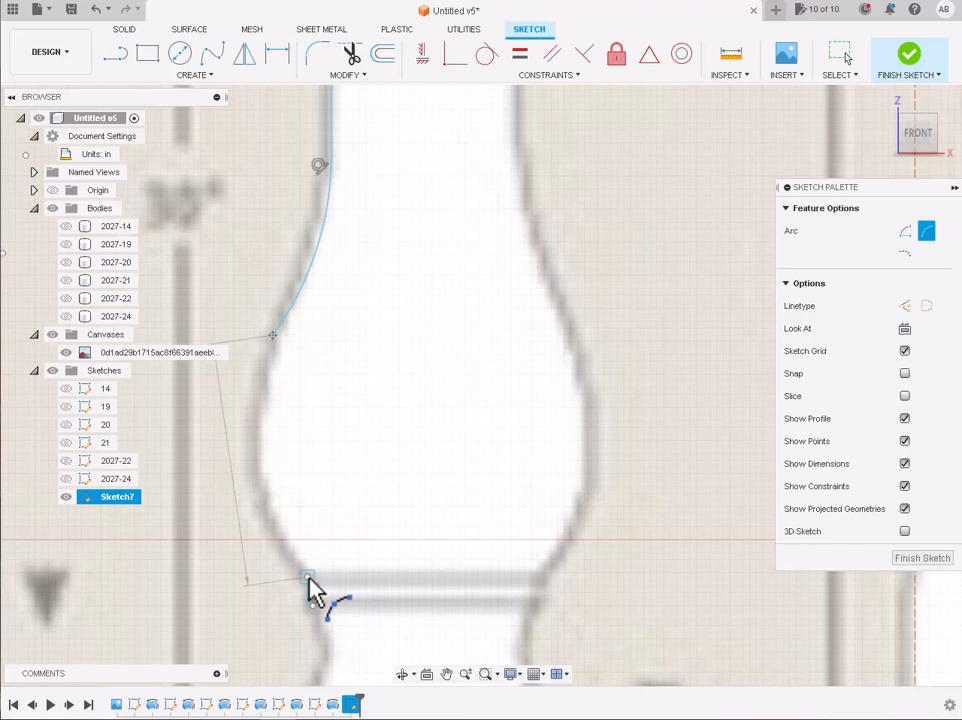 Untitled v5*
10 of 10
AB
DESIGN
SOLID
SURFACE
MESH
SHEET METAL
PLASTIC
UTILITIES
SKETCH
CREATE
MODIFY
CONSTRAINTS
INSPECT
INSERT
SELECT
FINISH SKETCH
BROWSER
Untitled v5
Document Settings
Units: in
Named Views
Origin
Bodies
2027-14
2027-19
2027-20
2027-21
2027-22
2027-24
Canvases
0d1ad29b1715ac8f66391aeebl...
Sketches
14
19
20
21
2027-22
2027-24
Sketch7
Z
FRONT
X
SKETCH PALETTE
Feature Options
Arc
Options
Linetype
Look At
Sketch Grid
Snap
Slice
Show Profile
Show Points
Show Dimensions
Show Constraints
Show Projected Geometries
3D Sketch
Finish Sketch
COMMENTS